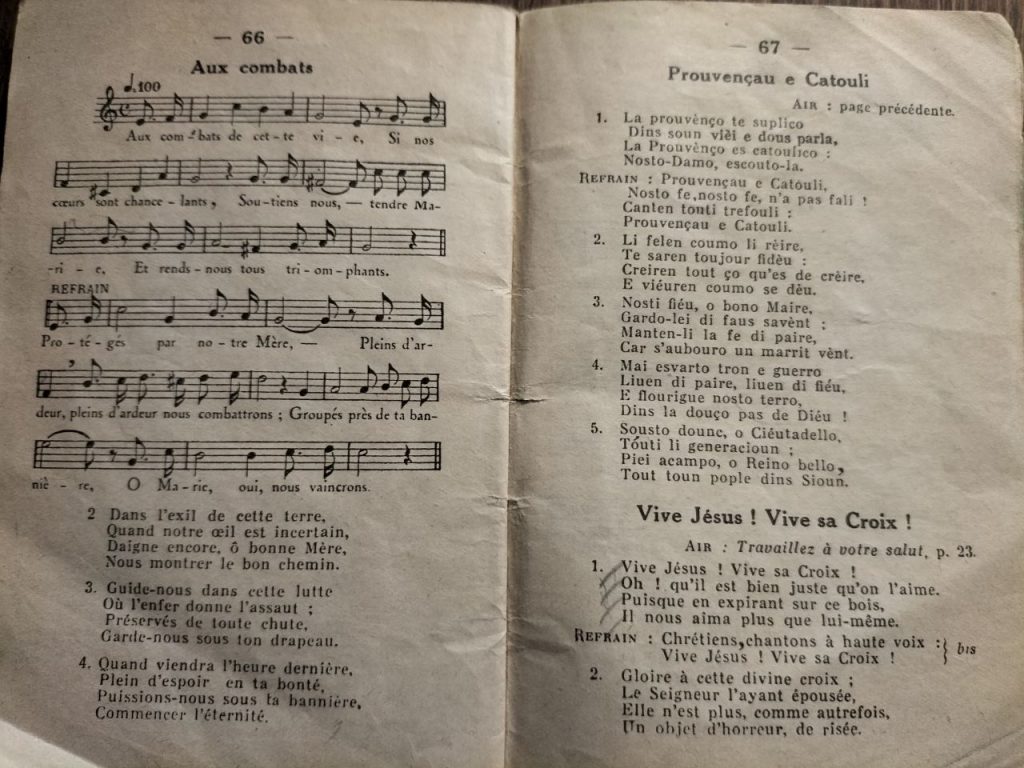 — 66 —
Aux combats
100
Aux com-bats de cet-te vi-e, Si nos
cœurs sont chance-lants, Sou-tiens nous, — tendre Ma-
-ri-e, Et rends-nous tous tri-om-phants.
REFRAIN
Pro-té-gés par no-tre Mère, — Pleins d'ar-
deur, pleins d'ardeur nous combattrons ; Groupés près de ta ban-
niè-re, O Ma-rie, oui, nous vaincrons.
2 Dans l'exil de cette terre,
Quand notre œil est incertain,
Daigne encore, ô bonne Mère,
Nous montrer le bon chemin.
3. Guide-nous dans cette lutte
Où l'enfer donne l'assaut ;
Préservés de toute chute,
Garde-nous sous ton drapeau.
4. Quand viendra l'heure dernière,
Plein d'espoir en ta bonté,
Puissions-nous sous ta bannière,
Commencer l'éternité.
— 67 —
Prouvençau e Catouli
AIR : page précédente.
1. La prouvènço te suplico
Dins soun vièi e dous parla,
La Prouvènço es catoulico :
Nosto-Damo, escouto-la.
REFRAIN : Prouvençau e Catouli,
Nosto fe, nosto fe, n'a pas fali !
Canten touti trefouli :
Prouvençau e Catouli.
2. Li felen coumo li rèire,
Te saren toujour fidèu :
Creiren tout ço qu'es de crèire,
E viéuren coumo se dèu.
3. Nosti fiéu, o bono Maire,
Gardo-lei di faus savènt ;
Manten-li la fe di paire,
Car s'aubouro un marrit vènt.
4. Mai esvarto tron e guerro
Liuen di paire, liuen di fiéu,
E flourigue nosto terro,
Dins la douço pas de Diéu !
5. Sousto dounc, o Ciéutadello,
Touti li generacioun ;
Piei acampo, o Reino bello,
Tout toun pople dins Sioun.
Vive Jésus ! Vive sa Croix !
AIR : Travaillez à votre salut, p. 23.
1. Vive Jésus ! Vive sa Croix !
Oh ! qu'il est bien juste qu'on l'aime.
Puisque en expirant sur ce bois,
Il nous aima plus que lui-même.
REFRAIN : Chrétiens, chantons à haute voix : } bis
Vive Jésus ! Vive sa Croix !
2. Gloire à cette divine croix ;
Le Seigneur l'ayant épousée,
Elle n'est plus, comme autrefois,
Un objet d'horreur, de risée.